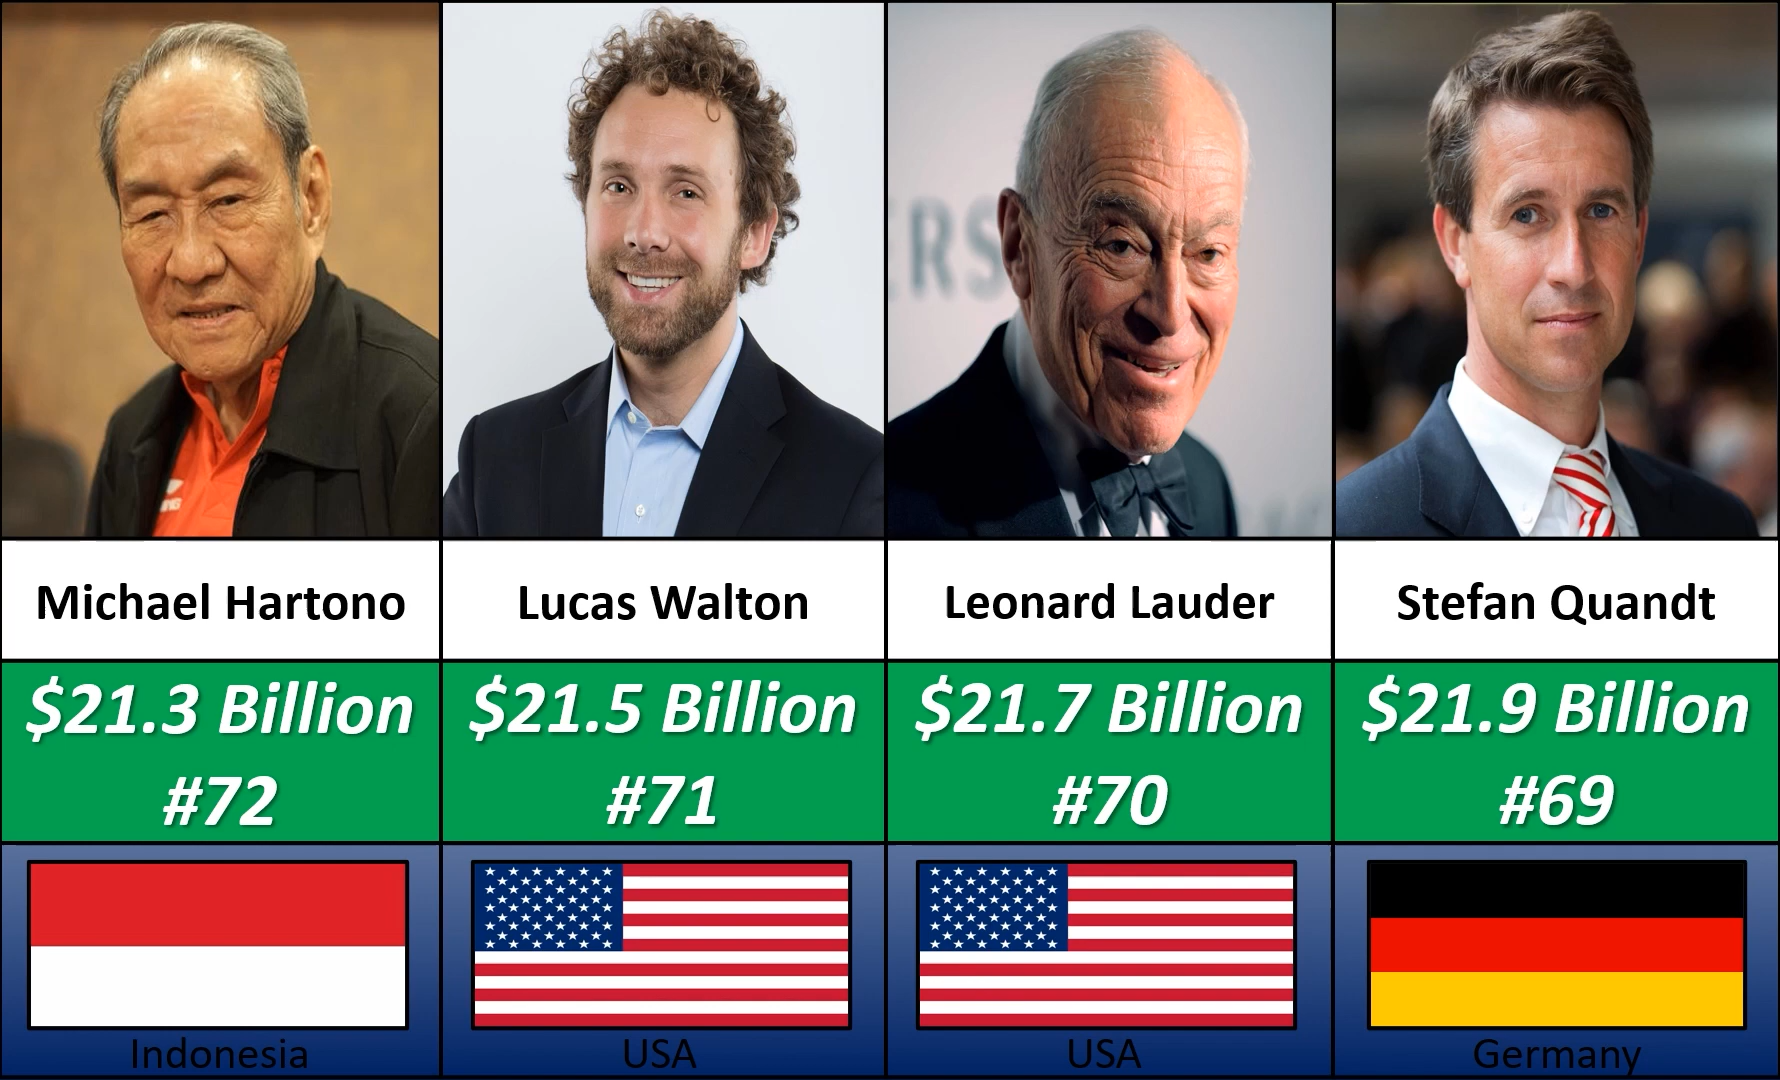 ERS
Michael Hartono
Lucas Walton
Leonard Lauder
Stefan Quandt
$21.3 Billion
#72
$21.5 Billion
#71
$21.7 Billion
#70
$21.9 Billion
#69
Indonesia
USA
USA
Germany